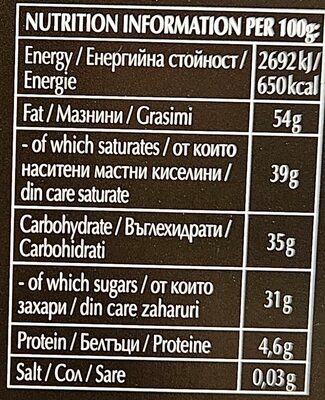 NUTRITION INFORMATION PER 100g:
Energy / Енергийна стойност / 2692 kJ/
Energie 650 kcal
Fat / Мазнини / Grasimi 54g
- of which saturates / от които
наситени мастни киселини / 39g
din care saturate
Carbohydrate / Въглехидрати / 35g
Carbohidrati
- of which sugars / от които 31g
захари / din care zaharuri
Protein / Белтъци / Proteine 4,6g
Salt / Сол / Sare 0,03g